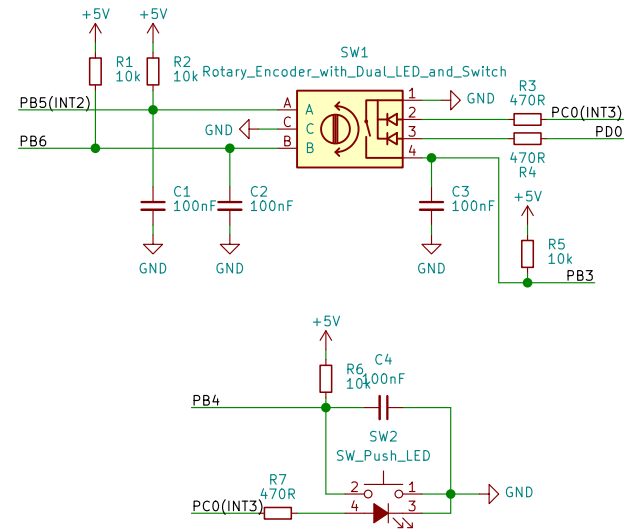 +5V +5V
R1 10k
R2 10k
SW1
Rotary_Encoder_with_Dual_LED_and_Switch
PB5(INT2)
A A
GND C C
PB6
B B
1 GND
2
3
4
R3
470R
PC0(INT3)
PD0
470R
R4
C1
100nF
C2
100nF
C3
100nF
GND
GND
GND
+5V
R5
10k
PB3
+5V
R6
10k
C4
100nF
PB4
SW2
SW_Push_LED
2 1
GND
R7
470R
PC0(INT3)
4 3